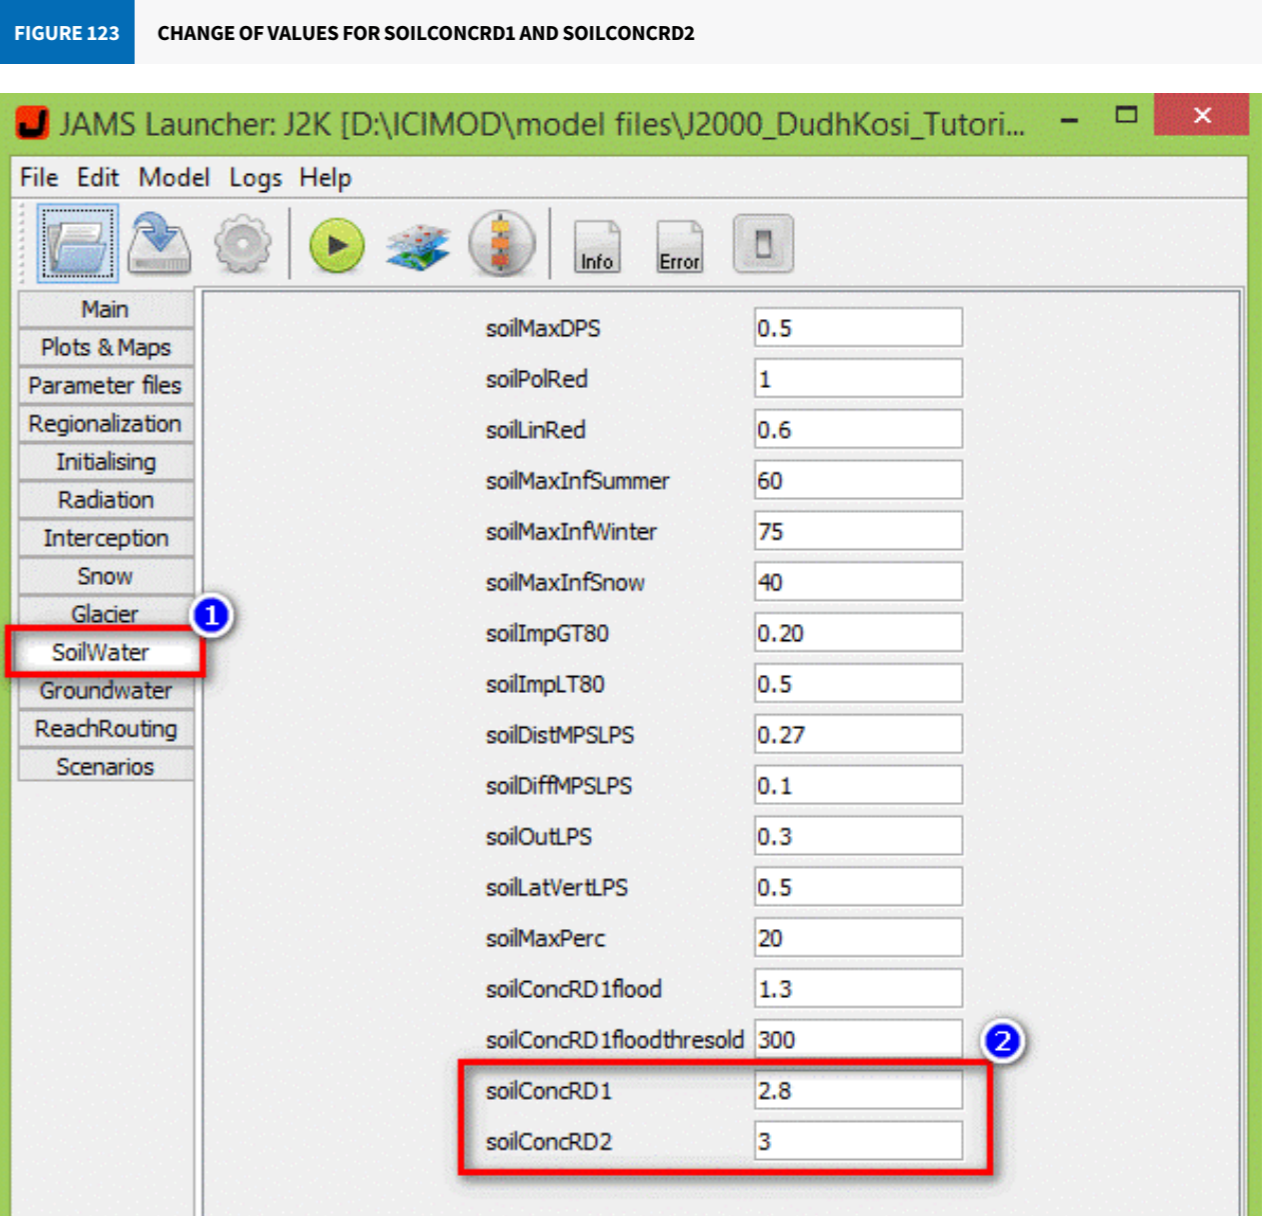 FIGURE 123 CHANGE OF VALUES FOR SOILCONCRD1 AND SOILCONCRD2
JAMS Launcher: J2K [D:\ICIMOD\model files\J2000_DudhKosi_Tutori...
File Edit Model Logs Help
Info Error
Main
Plots & Maps
Parameter files
Regionalization
Initialising
Radiation
Interception
Snow
Glacier
1
SoilWater
Groundwater
ReachRouting
Scenarios
soilMaxDPS 0.5
soilPolRed 1
soilLinRed 0.6
soilMaxInfSummer 60
soilMaxInfWinter 75
soilMaxInfSnow 40
soilImpGT80 0.20
soilImpLT80 0.5
soilDistMPSLPS 0.27
soilDiffMPSLPS 0.1
soilOutLPS 0.3
soilLatVertLPS 0.5
soilMaxPerc 20
soilConcRD1flood 1.3
soilConcRD1floodthresold 300
2
soilConcRD1 2.8
soilConcRD2 3